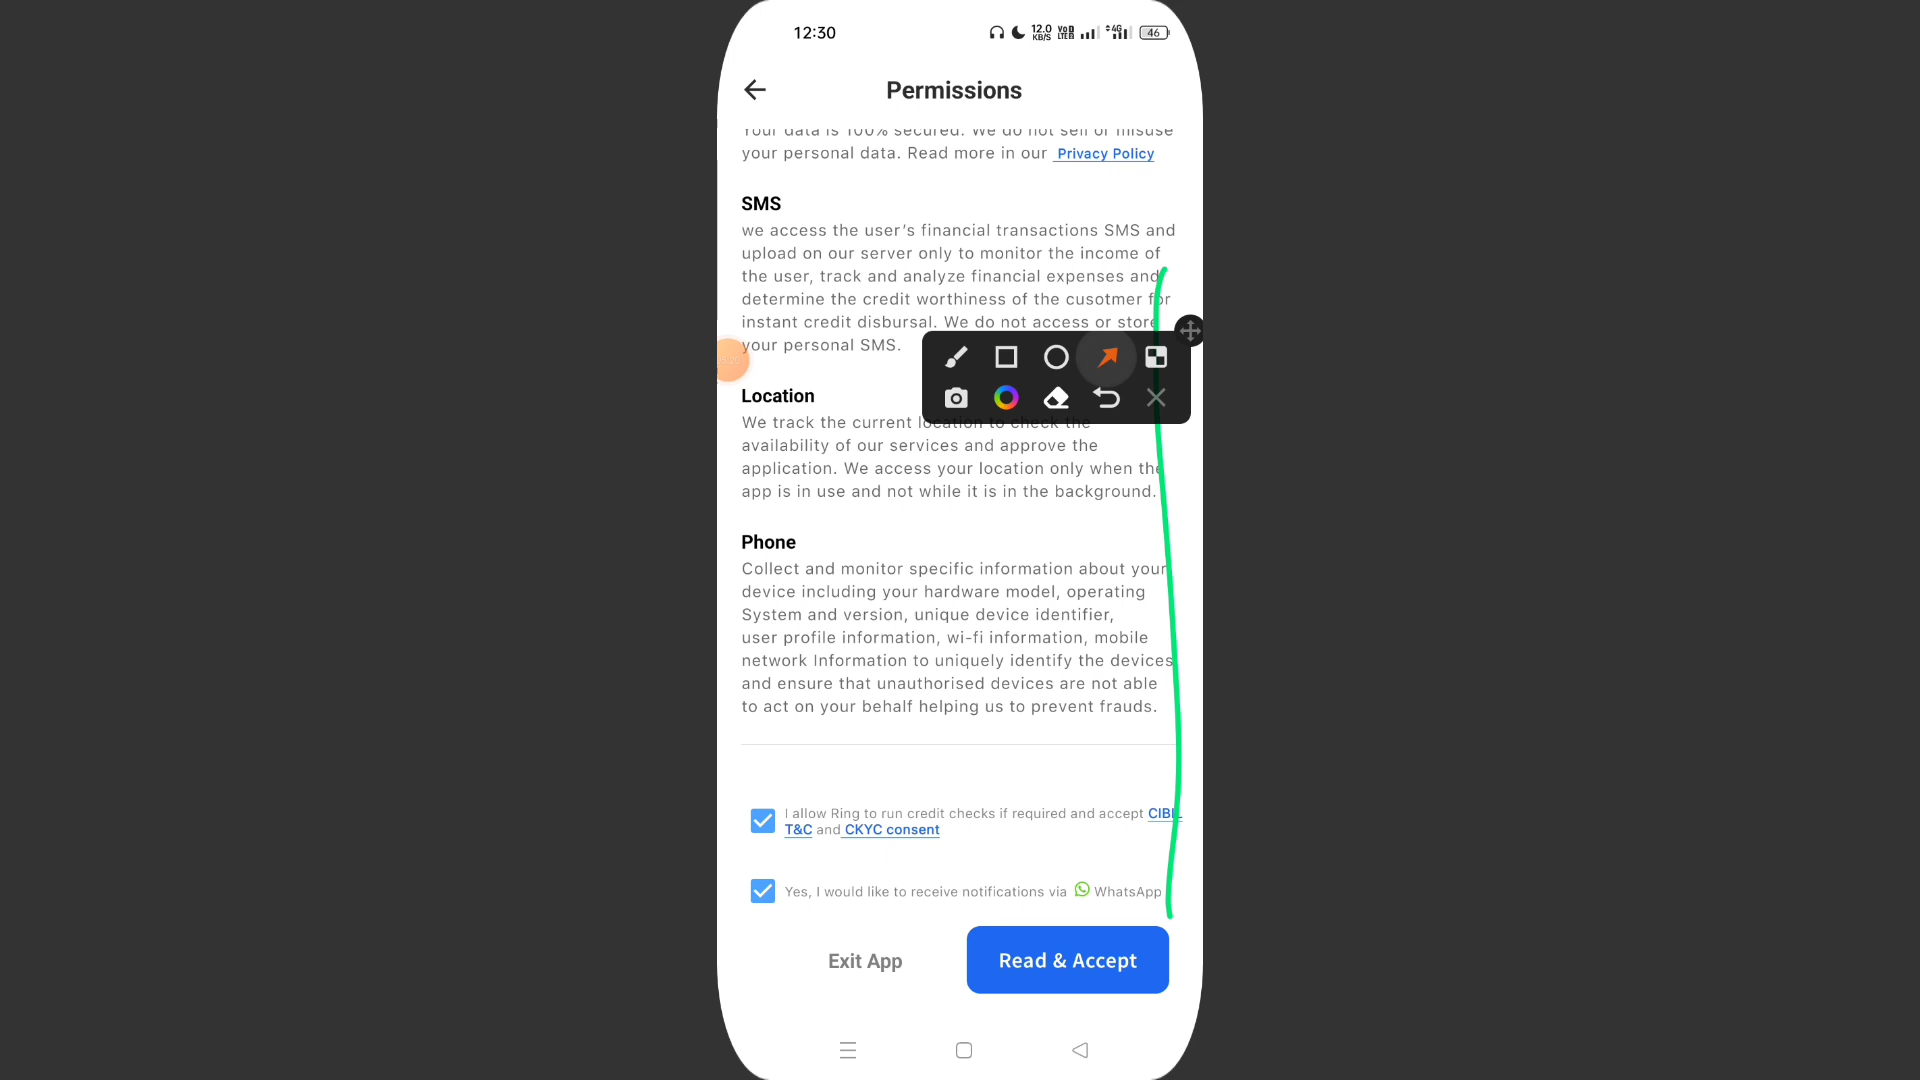 12:30
12.0 KB/S
VoD LTE
4G
46
Permissions
Your data is 100% secured. We do not sell or misuse
your personal data. Read more in our Privacy Policy
SMS
we access the user's financial transactions SMS and
upload on our server only to monitor the income of
the user, track and analyze financial expenses and
determine the credit worthiness of the cusotmer for
instant credit disbursal. We do not access or store
your personal SMS.
Location
We track the current location to check the
availability of our services and approve the
application. We access your location only when the
app is in use and not while it is in the background.
Phone
Collect and monitor specific information about your
device including your hardware model, operating
System and version, unique device identifier,
user profile information, wi-fi information, mobile
network Information to uniquely identify the devices
and ensure that unauthorised devices are not able
to act on your behalf helping us to prevent frauds.
I allow Ring to run credit checks if required and accept CIBIL
T&C and CKYC consent
Yes, I would like to receive notifications via WhatsApp
Exit App
Read & Accept